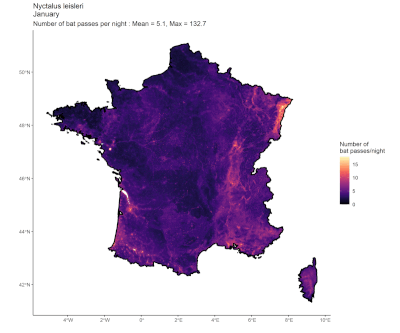 Nyctalus leisleri
January
Number of bat passes per night : Mean = 5.1, Max = 132.7
50°N
48°N
46°N
44°N
42°N
4°W
2°W
0°
2°E
4°E
6°E
8°E
10°E
Number of
bat passes/night
15
10
5
0